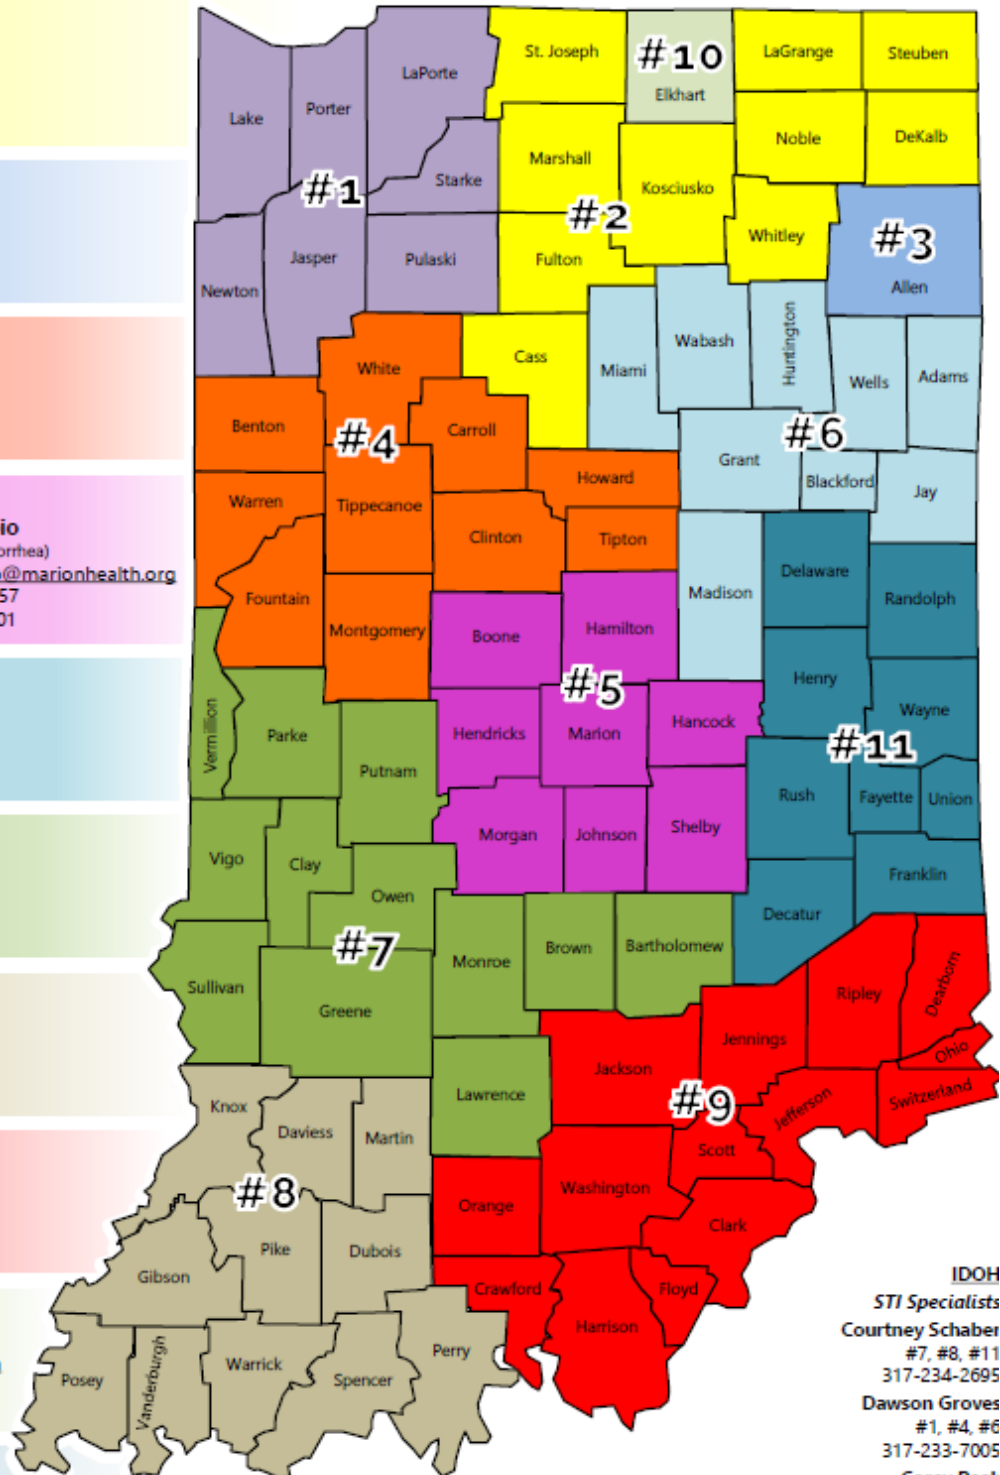 St. Joseph
#10
Elkhart
LaGrange
Steuben
LaPorte
Lake
Porter
Starke
#1
Marshall
Kosciusko
#2
Noble
DeKalb
Whitley
#3
Allen
Newton
Jasper
Pulaski
Fulton
White
Cass
Miami
Wabash
Huntington
Wells
Adams
Benton
#4
Carroll
#6
Grant
Blackford
Jay
Warren
Tippecanoe
Howard
Clinton
Tipton
io
orrhea)
@marionhealth.org
57
01
Fountain
Montgomery
Boone
Hamilton
Madison
Delaware
Randolph
#5
Henry
Wayne
Vermillion
Parke
Putnam
Hendricks
Marion
Hancock
#11
Rush
Fayette
Union
Vigo
Clay
Owen
Morgan
Johnson
Shelby
Franklin
Decatur
#7
Sullivan
Greene
Monroe
Brown
Bartholomew
Ripley
Dearborn
Jennings
Ohio
Jackson
Lawrence
#9
Jefferson
Switzerland
Knox
Daviess
Martin
Scott
#8
Orange
Washington
Clark
Gibson
Pike
Dubois
Crawford
Floyd
Harrison
Posey
Vanderburgh
Warrick
Spencer
Perry
IDOH
STI Specialists
Courtney Schaber
#7, #8, #11
317-234-2695
Dawson Groves
#1, #4, #6
317-233-7005